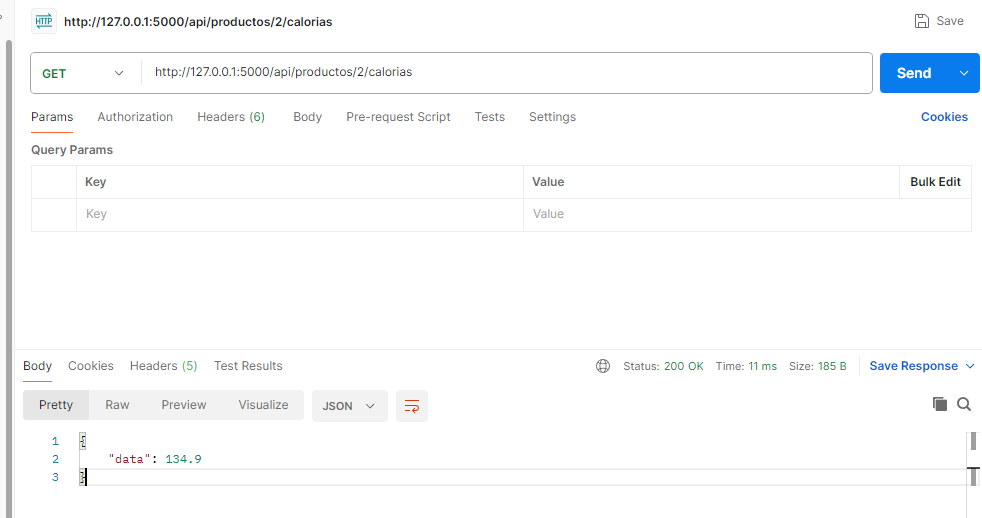 HTTP http://127.0.0.1:5000/api/productos/2/calorias Save
GET http://127.0.0.1:5000/api/productos/2/calorias Send
Params Authorization Headers (6) Body Pre-request Script Tests Settings Cookies
Query Params
Key Value Bulk Edit
Key Value
Body Cookies Headers (5) Test Results Status: 200 OK Time: 11 ms Size: 185 B Save Response
Pretty Raw Preview Visualize JSON
1 {
2 "data": 134.9
3 }